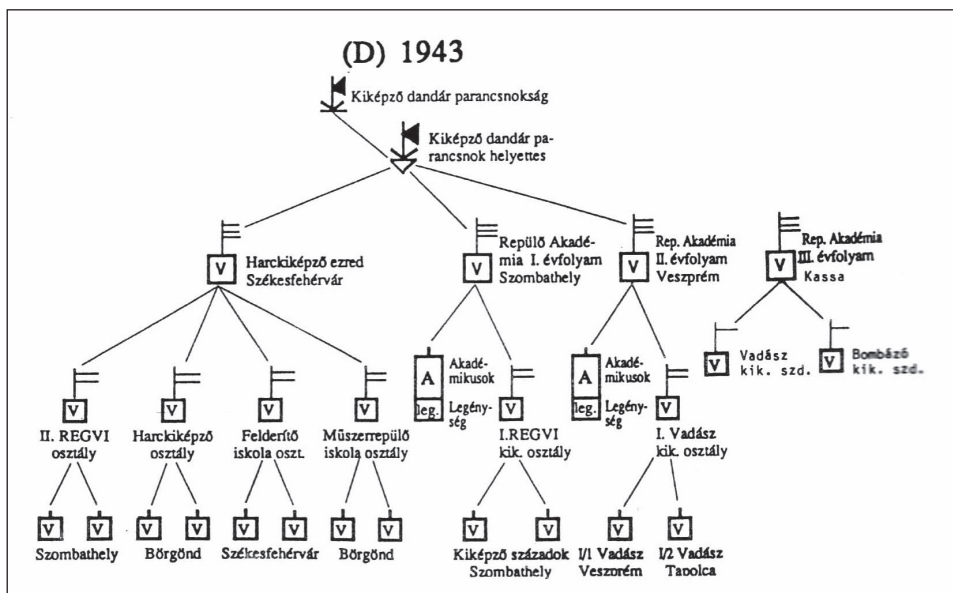 (D) 1943
Kiképző dandár parancsnokság
Kiképző dandár pa-
rancsnok helyettes
V
Harckiképző ezred
Székesfehérvár
V
Repülő Akadé-
mia I. évfolyam
Szombathely
V
Rep. Akadémia
II. évfolyam
Veszprém
V
Rep. Akadémia
III. évfolyam
Kassa
V
Vadász
kik. szd.
V
Bombázó
kik. szd.
A
leg.
Akadé-
mikusok
Legény-
ség
A
leg.
Akadé-
mikusok
Legény-
ség
V
II. REGVI
osztály
V
Harckiképző
osztály
V
Felderítő
iskola oszt.
V
Műszerrepülő
iskola osztály
V
I.REGVI
kik. osztály
V
I. Vadász
kik. osztály
V V
Szombathely
V V
Börgönd
V V
Székesfehérvár
V V
Börgönd
V V
Kiképző századok
Szombathely
V
I/1 Vadász
Veszprém
V
I/2 Vadász
Tapolca